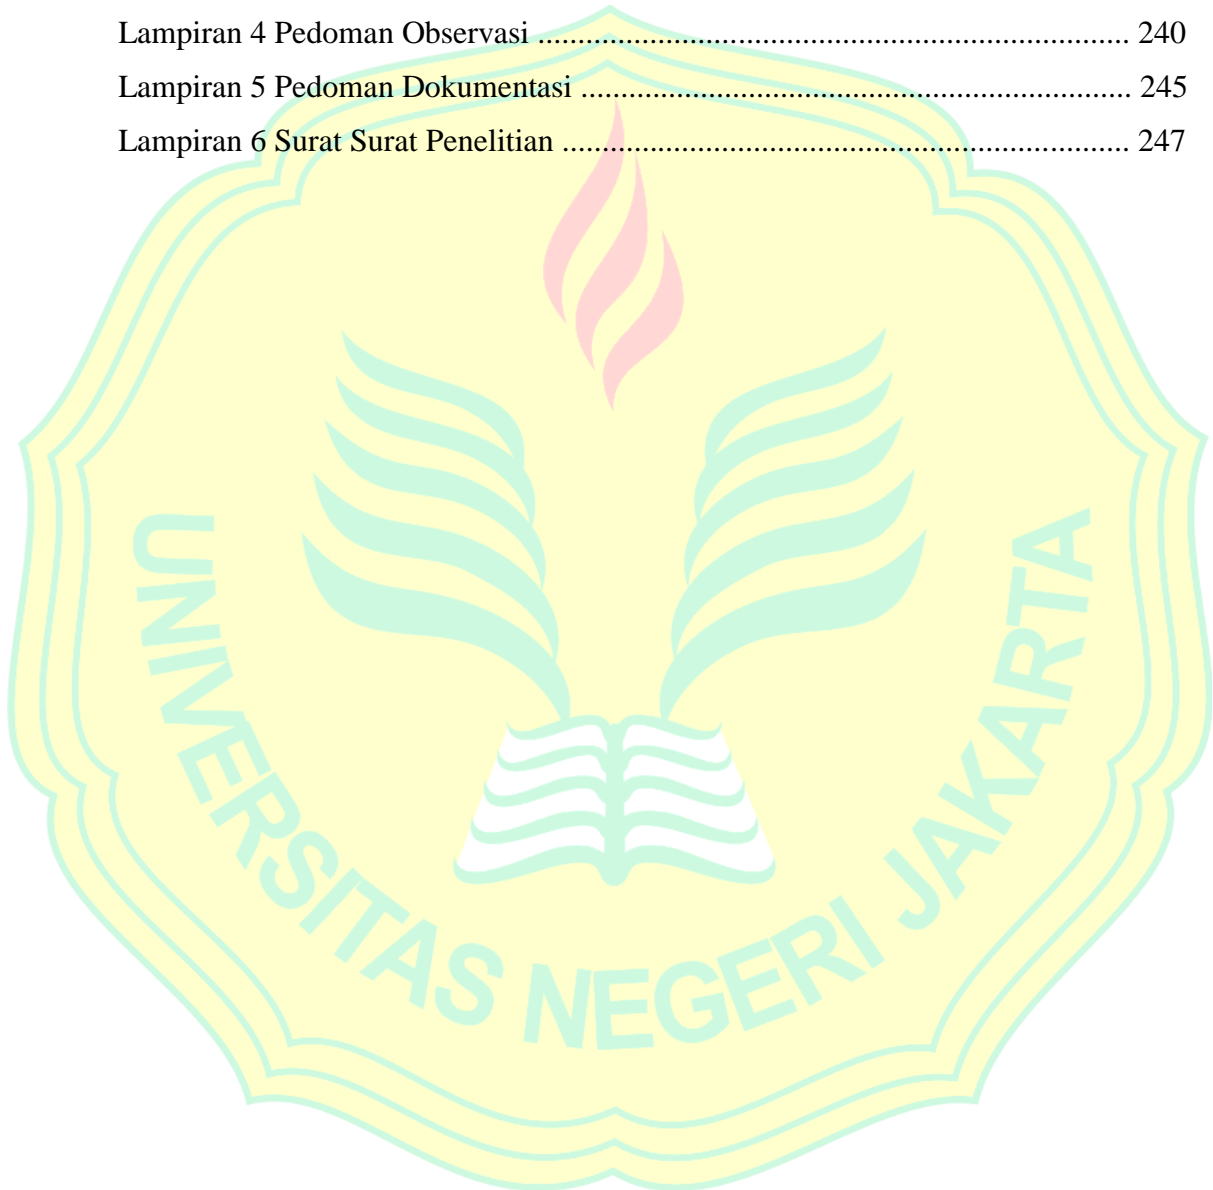 Lampiran 4 Pedoman Observasi .......................................................................... 240
Lampiran 5 Pedoman Dokumentasi ..................................................................... 245
Lampiran 6 Surat Surat Penelitian ....................................................................... 247
UNIVERSITAS NEGERI JAKARTA